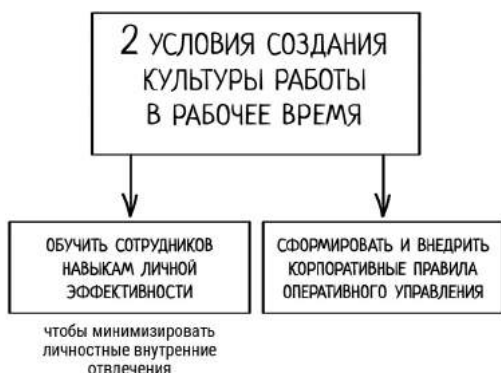 2 УСЛОВИЯ СОЗДАНИЯ
КУЛЬТУРЫ РАБОТЫ
В РАБОЧЕЕ ВРЕМЯ
ОБУЧИТЬ СОТРУДНИКОВ
НАВЫКАМ ЛИЧНОЙ
ЭФФЕКТИВНОСТИ
чтобы минимизировать
личностные внутренние
отвлечения
СФОРМИРОВАТЬ И ВНЕДРИТЬ
КОРПОРАТИВНЫЕ ПРАВИЛА
ОПЕРАТИВНОГО УПРАВЛЕНИЯ